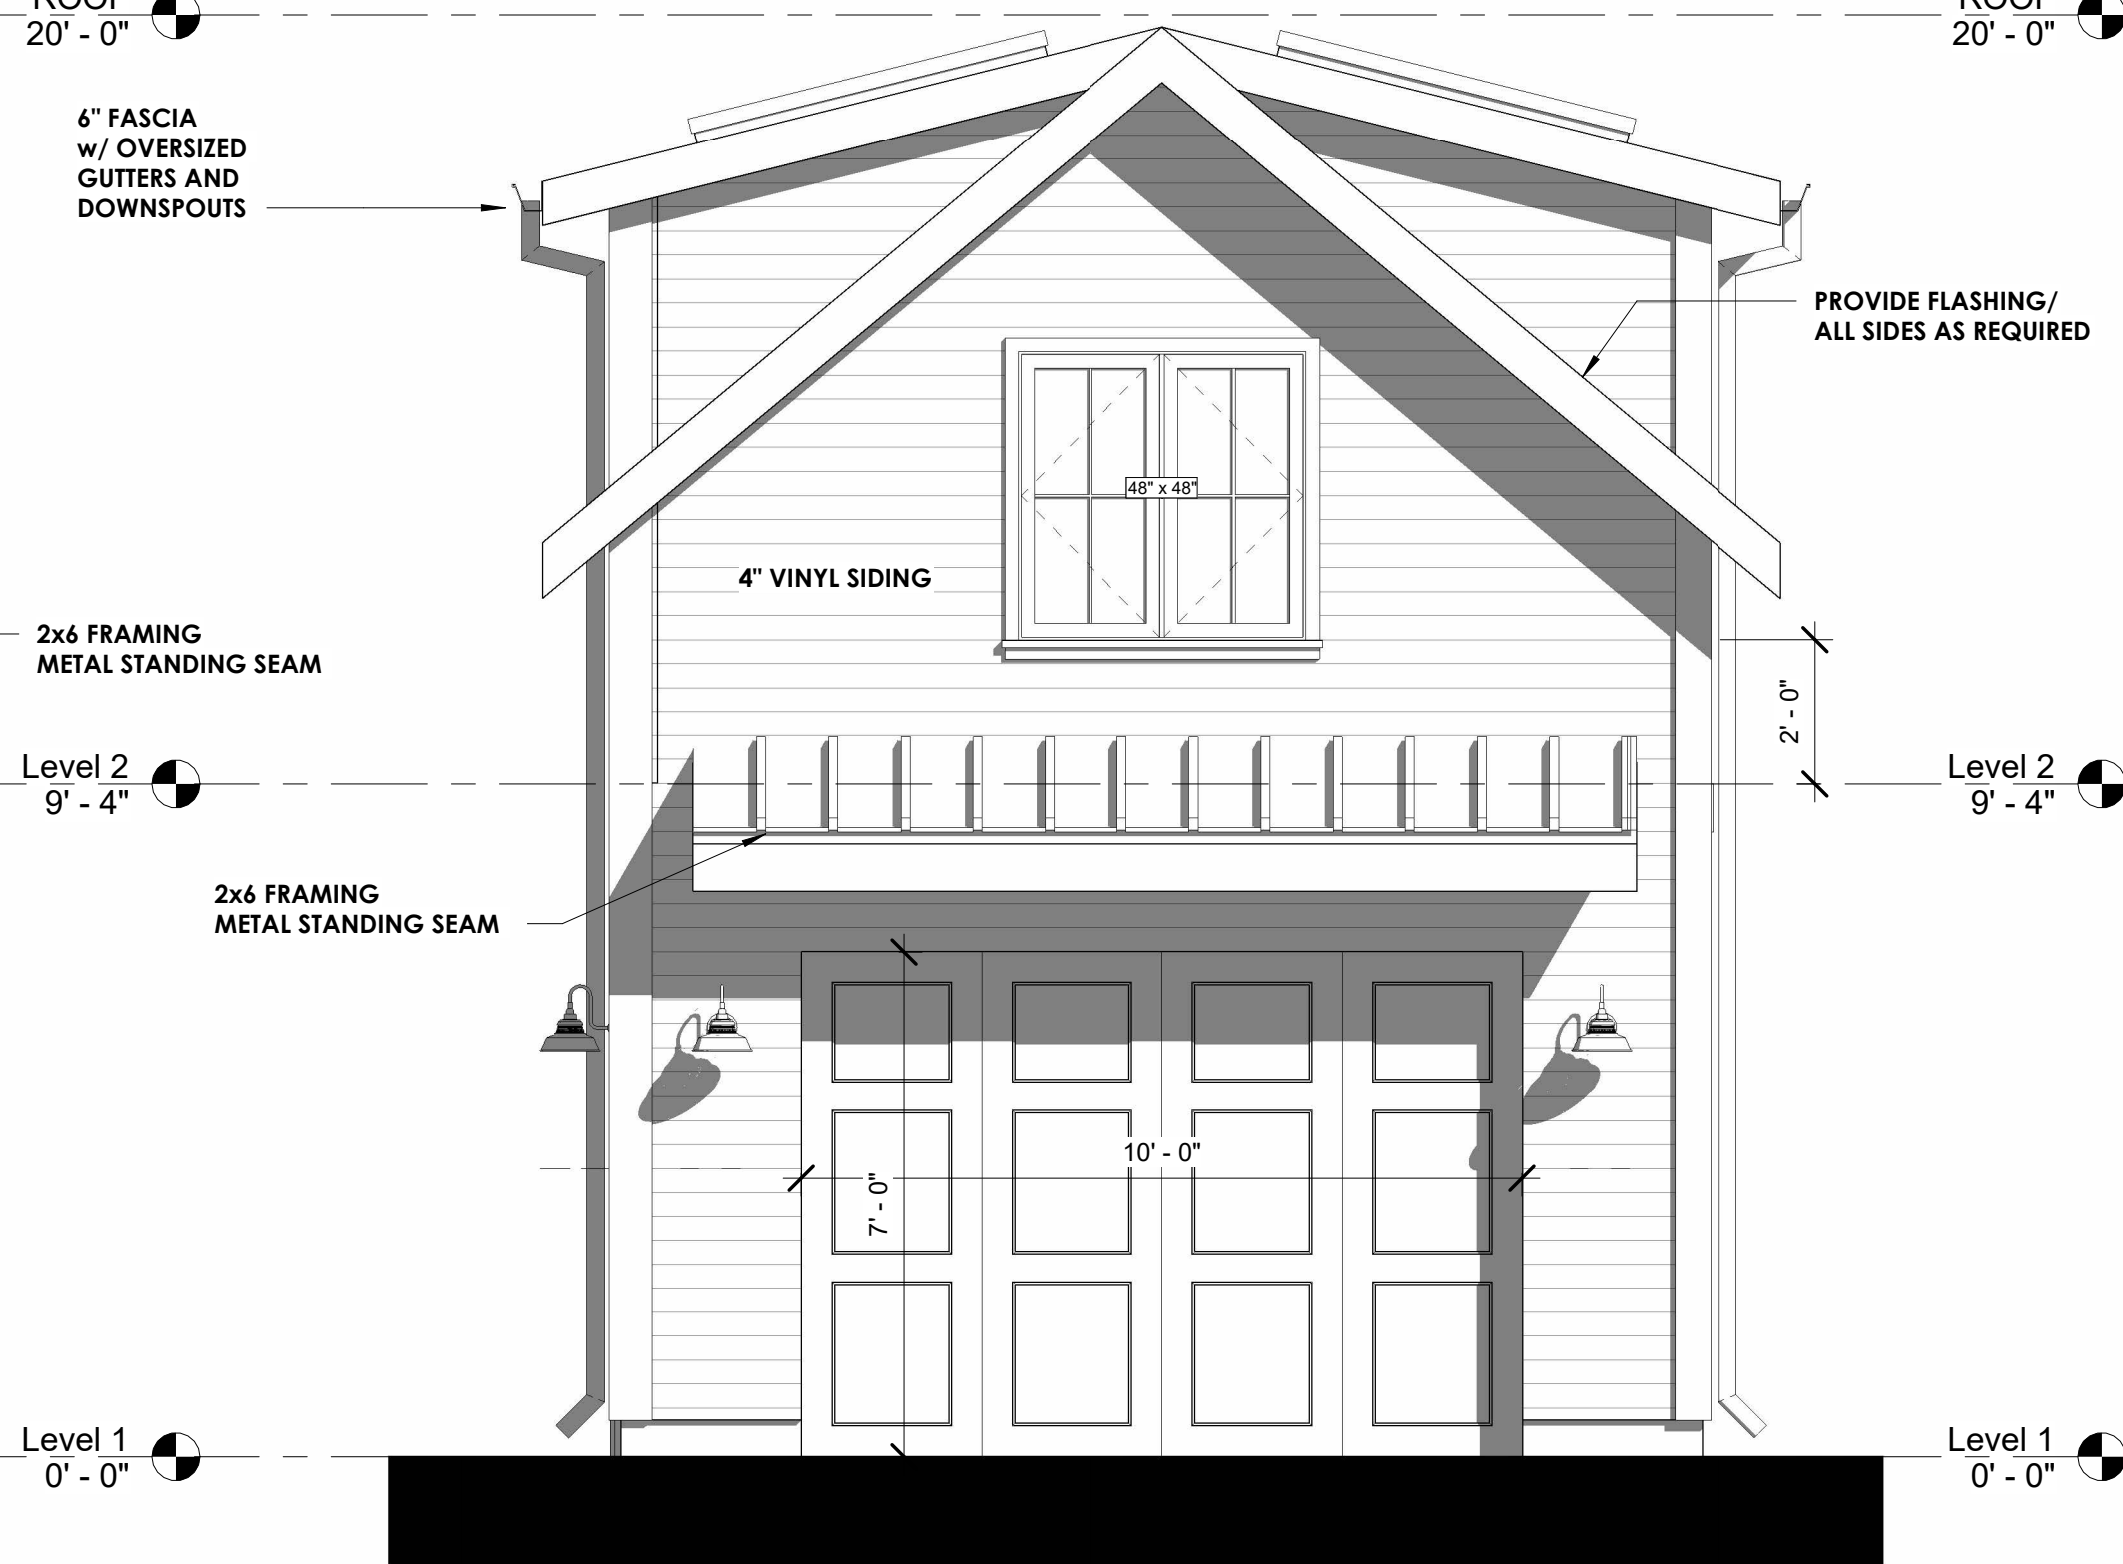 ROOF
20' - 0"
ROOF
20' - 0"
6" FASCIA
w/ OVERSIZED
GUTTERS AND
DOWNSPOUTS
PROVIDE FLASHING/
ALL SIDES AS REQUIRED
48" x 48"
4" VINYL SIDING
2x6 FRAMING
METAL STANDING SEAM
2' - 0"
Level 2
9' - 4"
Level 2
9' - 4"
2x6 FRAMING
METAL STANDING SEAM
10' - 0"
7' - 0"
Level 1
0' - 0"
Level 1
0' - 0"